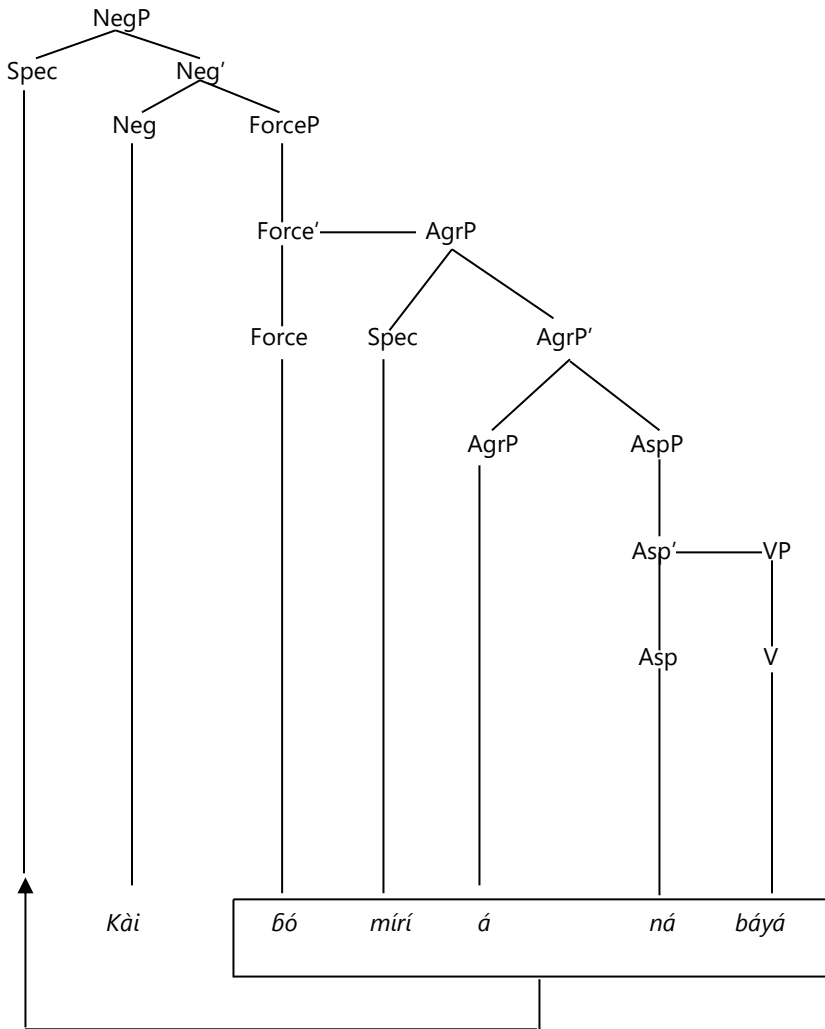 NegP
Spec Neg’
Neg ForceP
Force’ AgrP
Force Spec AgrP’
AgrP AspP
Asp’ VP
Asp V
Kài ɓó mírí á ná báyá